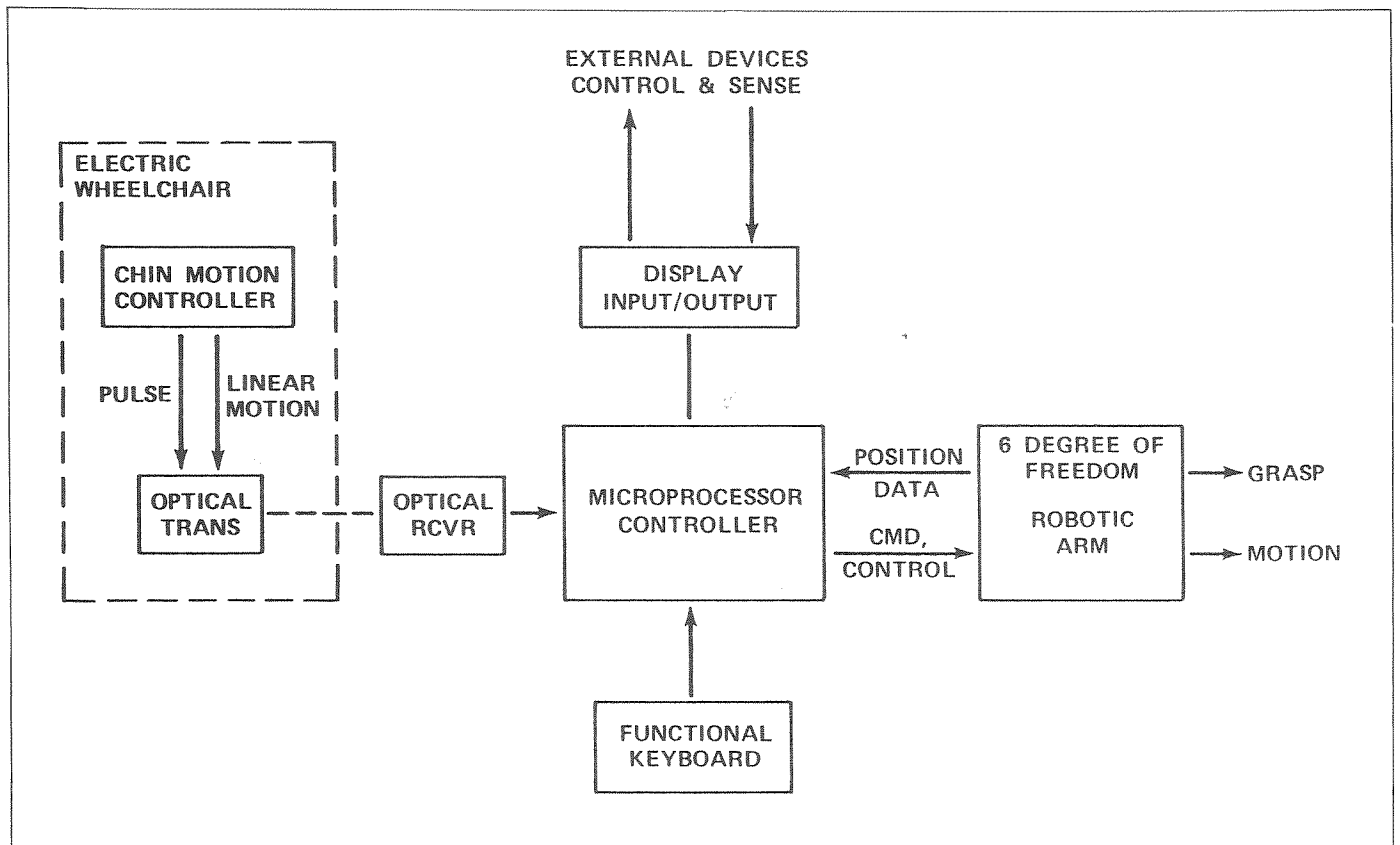 EXTERNAL DEVICES
CONTROL & SENSE
ELECTRIC
WHEELCHAIR
CHIN MOTION
CONTROLLER
DISPLAY
INPUT/OUTPUT
PULSE
LINEAR
MOTION
OPTICAL
TRANS
OPTICAL
RCVR
MICROPROCESSOR
CONTROLLER
POSITION
DATA
CMD,
CONTROL
6 DEGREE OF
FREEDOM
ROBOTIC
ARM
GRASP
MOTION
FUNCTIONAL
KEYBOARD